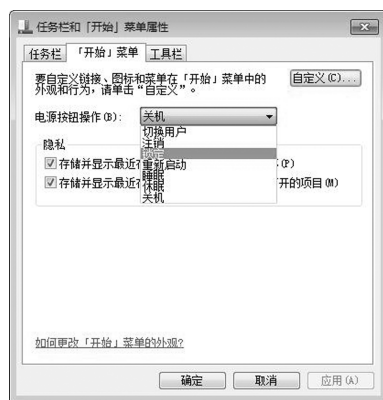 任务栏和「开始」菜单属性
任务栏 「开始」菜单 工具栏
要自定义链接、图标和菜单在「开始」菜单中的
外观和行为，请单击“自定义”。
自定义(C)...
电源按钮操作(B): 关机
切换用户
注销
锁定
重新启动
睡眠
休眠
关机
隐私
存储并显示最近 (P)
存储并显示最近 开的项目(M)
如何更改「开始」菜单的外观?
确定 取消 应用(A)